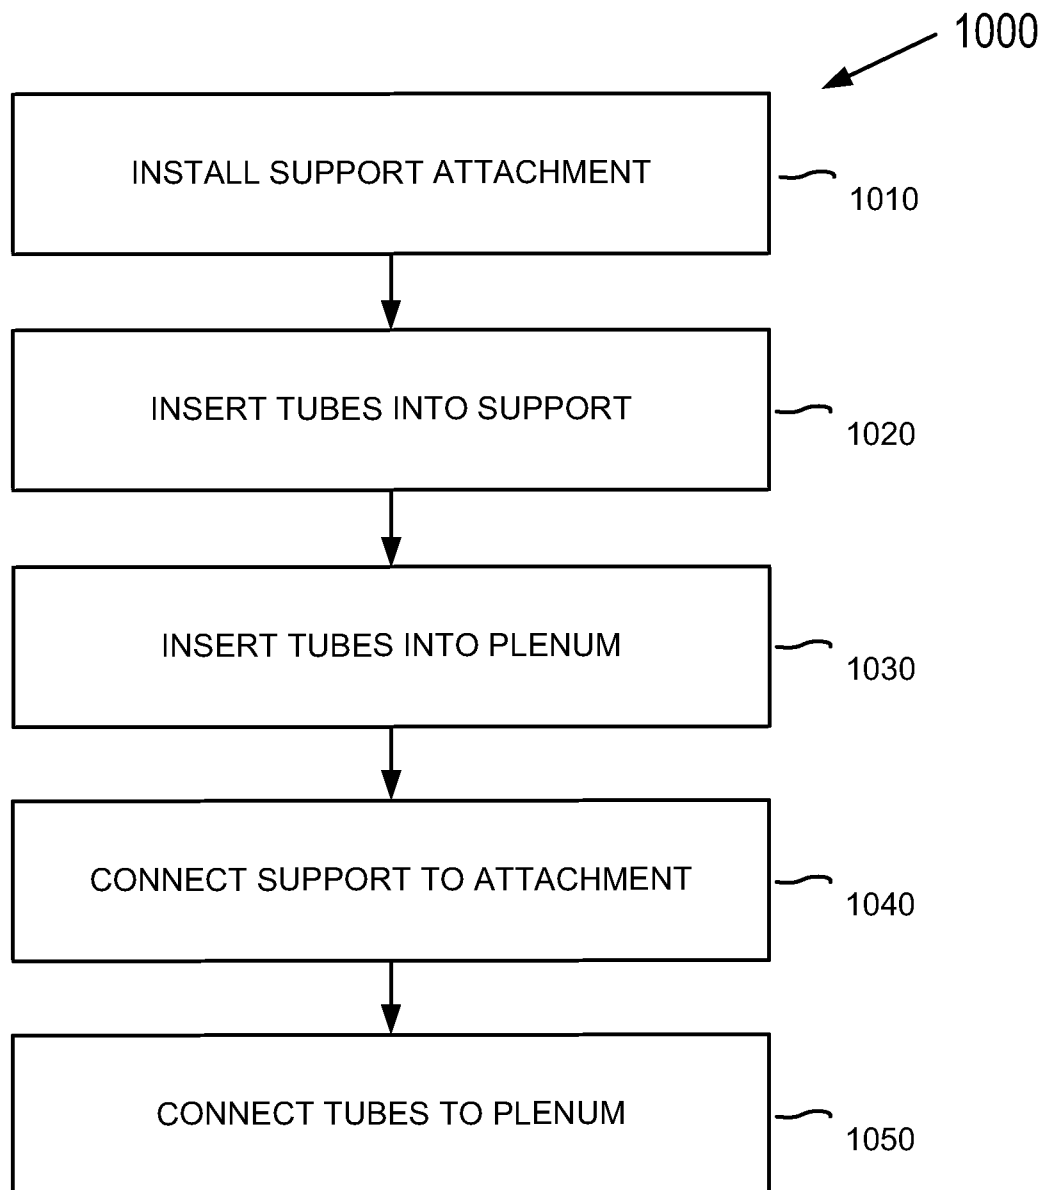 1000
INSTALL SUPPORT ATTACHMENT
1010
INSERT TUBES INTO SUPPORT
1020
INSERT TUBES INTO PLENUM
1030
CONNECT SUPPORT TO ATTACHMENT
1040
CONNECT TUBES TO PLENUM
1050